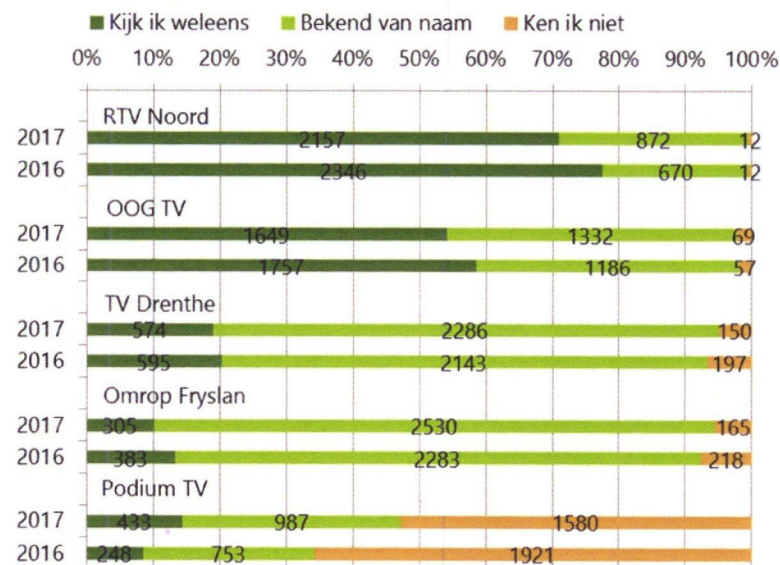 Kijk ik weleens Bekend van naam Ken ik niet
0% 10% 20% 30% 40% 50% 60% 70% 80% 90% 100%
RTV Noord
2017 2157 872 12
2016 2346 670 12
OOG TV
2017 1649 1332 69
2016 1757 1186 57
TV Drenthe
2017 574 2286 150
2016 595 2143 197
Omrop Fryslan
2017 305 2530 165
2016 383 2283 218
Podium TV
2017 433 987 1580
2016 248 753 1921